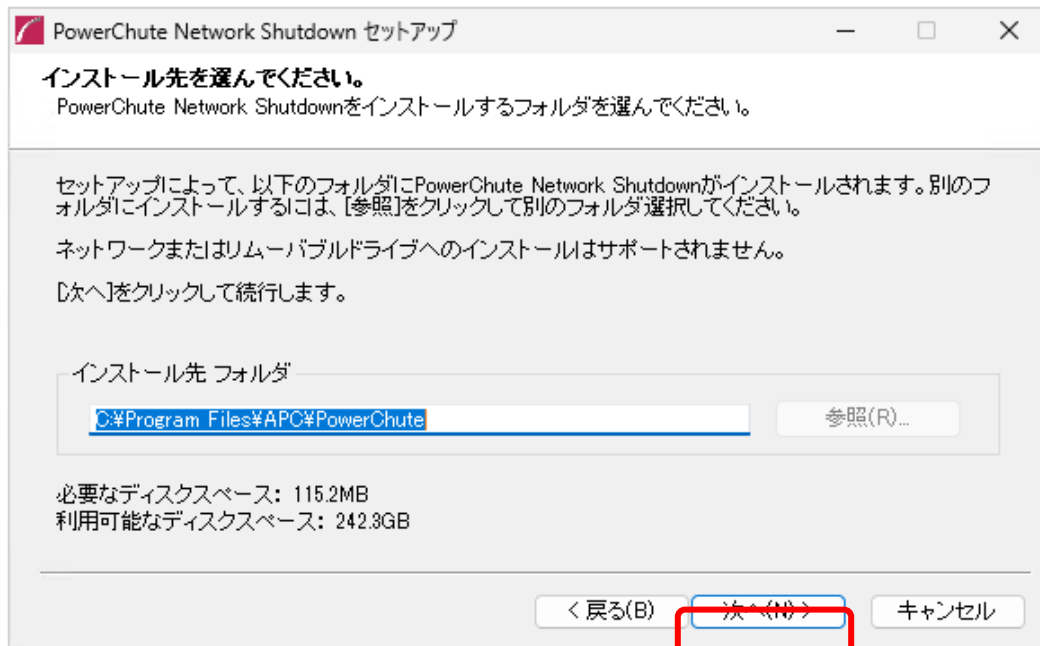 PowerChute Network Shutdown セットアップ
インストール先を選んでください。
PowerChute Network Shutdownをインストールするフォルダを選んでください。
セットアップによって、以下のフォルダにPowerChute Network Shutdownがインストールされます。別のフ
ォルダにインストールするには、[参照]をクリックして別のフォルダ選択してください。
ネットワークまたはリムーバブルドライブへのインストールはサポートされません。
[次へ]をクリックして続行します。
インストール先 フォルダ
C:¥Program Files¥APC¥PowerChute
参照(R)...
必要なディスクスペース: 115.2MB
利用可能なディスクスペース: 242.3GB
< 戻る(B)
次へ(N) >
キャンセル